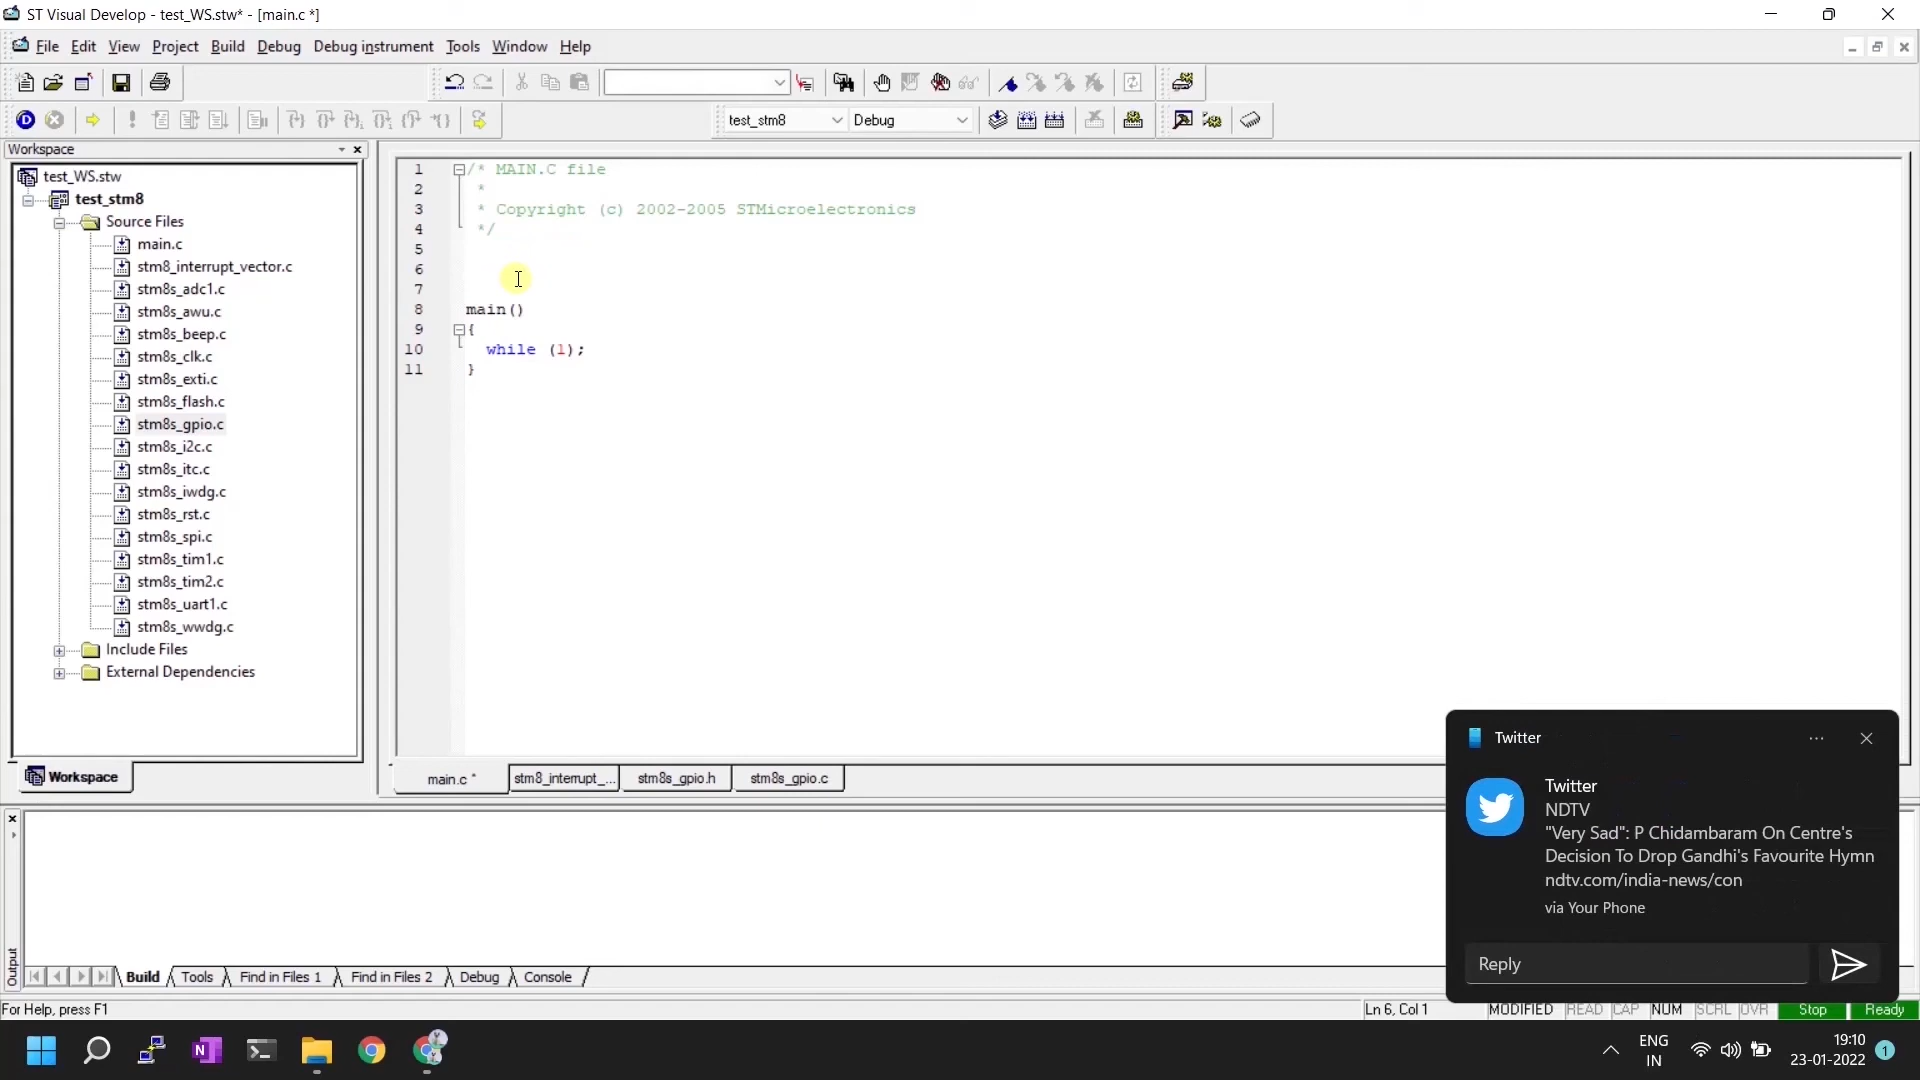 ST Visual Develop - test_WS.stw* - [main.c *]
File Edit View Project Build Debug Debug instrument Tools Window Help
test_stm8 Debug
Workspace
test_WS.stw
test_stm8
Source Files
main.c
stm8_interrupt_vector.c
stm8s_adc1.c
stm8s_awu.c
stm8s_beep.c
stm8s_clk.c
stm8s_exti.c
stm8s_flash.c
stm8s_gpio.c
stm8s_i2c.c
stm8s_itc.c
stm8s_iwdg.c
stm8s_rst.c
stm8s_spi.c
stm8s_tim1.c
stm8s_tim2.c
stm8s_uart1.c
stm8s_wwdg.c
Include Files
External Dependencies
Workspace
1 /* MAIN.C file
2 *
3 * Copyright (c) 2002-2005 STMicroelectronics
4 */
5
6
7
8 main()
9 {
10 while (1);
11 }
main.c * stm8_interrupt_... stm8s_gpio.h stm8s_gpio.c
Output
Build Tools Find in Files 1 Find in Files 2 Debug Console
Twitter
Twitter
NDTV
"Very Sad": P Chidambaram On Centre's
Decision To Drop Gandhi's Favourite Hymn
ndtv.com/india-news/con
via Your Phone
Reply
For Help, press F1 Ln 6, Col 1 MODIFIED READ CAP NUM SCRL OVR Stop Ready
ENG
IN
19:10
23-01-2022
1